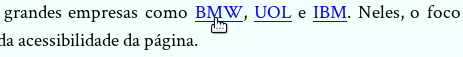 grandes empresas como BMW, UOL e IBM. Neles, o foco
da acessibilidade da página.